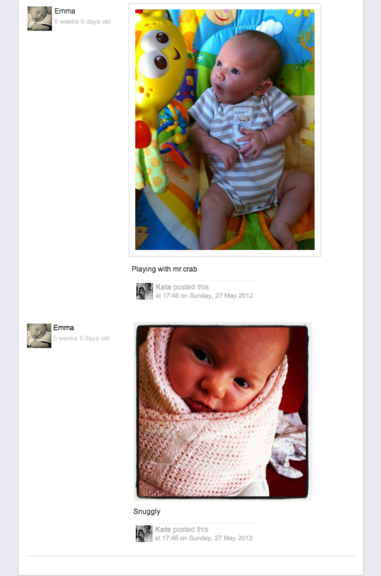 Emma
5 weeks 6 days old
Playing with mr crab
Kate posted this
at 17:46 on Sunday, 27 May 2012
Emma
5 weeks 0 days old
Snuggly
Kate posted this
at 17:46 on Sunday, 27 May 2012